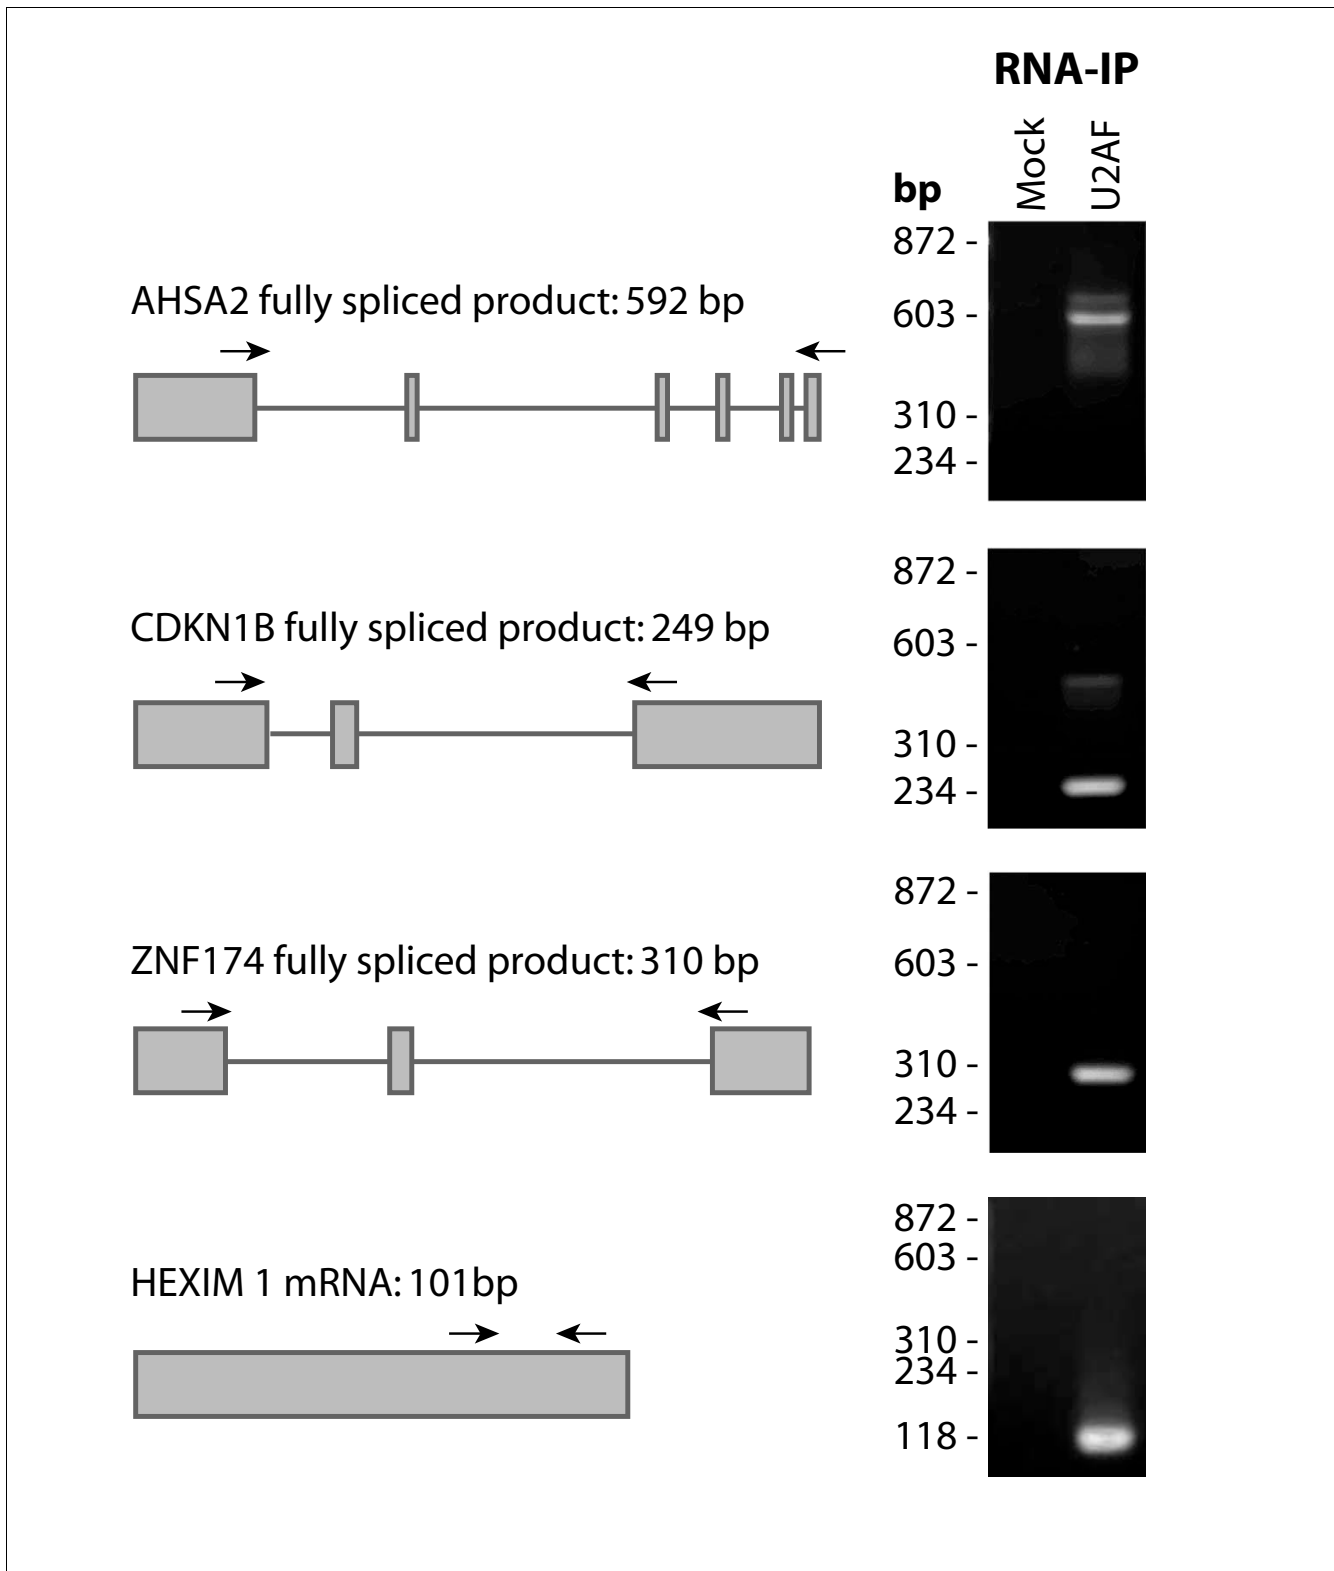 RNA-IP
Mock
U2AF
bp
872 -
603 -
310 -
234 -
AHSA2 fully spliced product: 592 bp
872 -
603 -
310 -
234 -
CDKN1B fully spliced product: 249 bp
872 -
603 -
310 -
234 -
ZNF174 fully spliced product: 310 bp
872 -
603 -
310 -
234 -
118 -
HEXIM 1 mRNA: 101bp